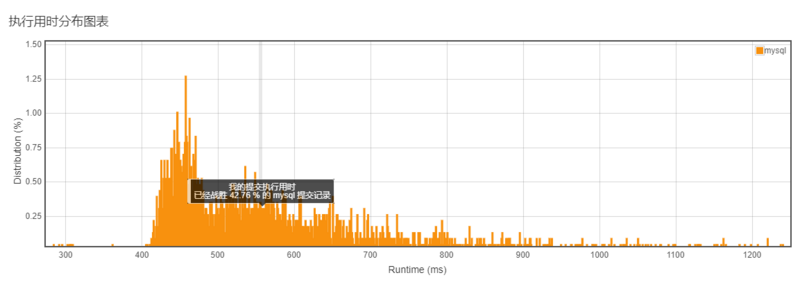 执行用时分布图表
1.50
mysql
1.25
1.00
Distribution (%)
0.75
0.50
我的提交执行用时
已经战胜 42.76 % 的 mysql 提交记录
0.25
300 400 500 600 700 800 900 1000 1100 1200
Runtime (ms)